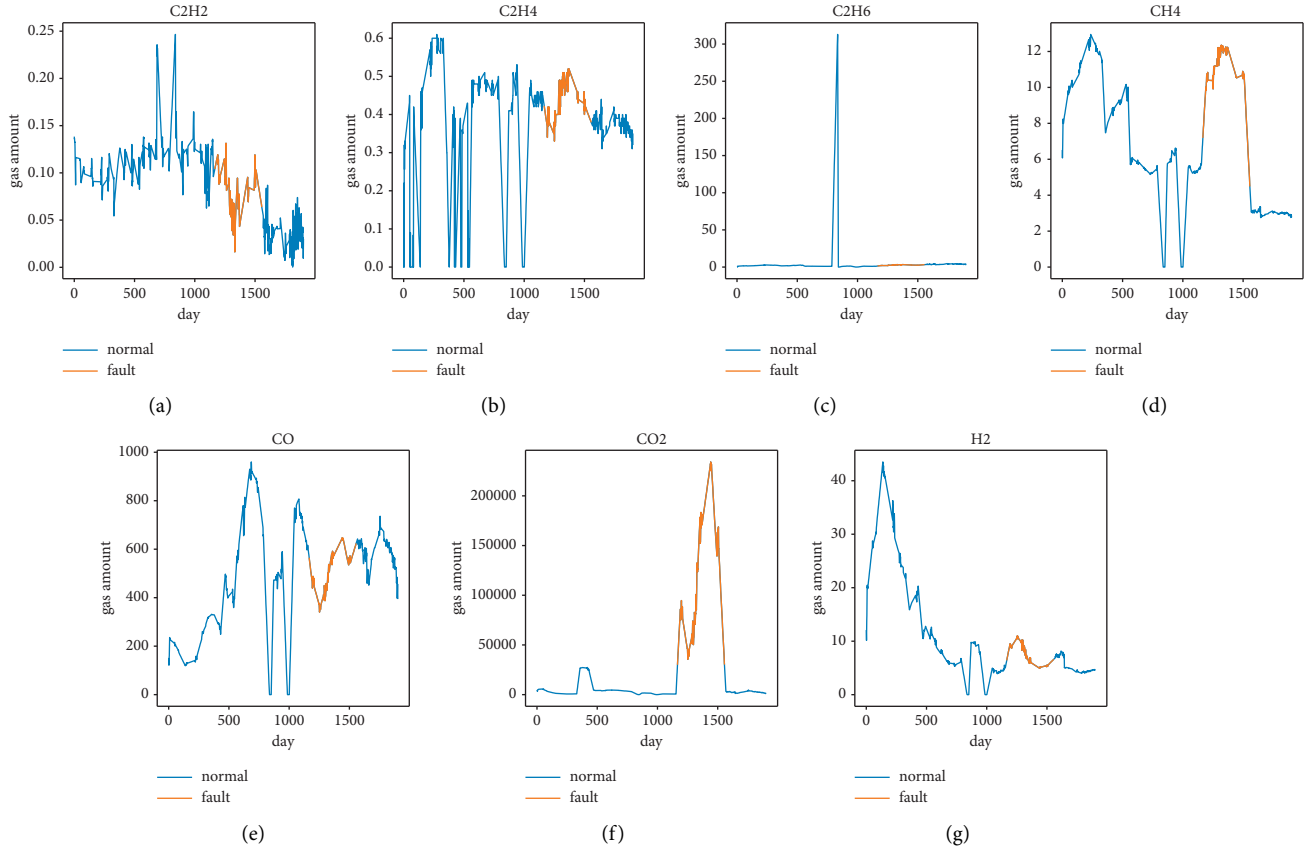 C2H2
gas amount
0.25
0.20
0.15
0.10
0.05
0.00
0 500 1000 1500
day
normal
fault
(a)
C2H4
gas amount
0.6
0.5
0.4
0.3
0.2
0.1
0.0
0 500 1000 1500
day
normal
fault
(b)
C2H6
gas amount
300
250
200
150
100
50
0
0 500 1000 1500
day
normal
fault
(c)
CH4
gas amount
12
10
8
6
4
2
0
0 500 1000 1500
day
normal
fault
(d)
CO
gas amount
1000
800
600
400
200
0
0 500 1000 1500
day
normal
fault
(e)
CO2
gas amount
200000
150000
100000
50000
0
0 500 1000 1500
day
normal
fault
(f)
H2
gas amount
40
30
20
10
0
0 500 1000 1500
day
normal
fault
(g)